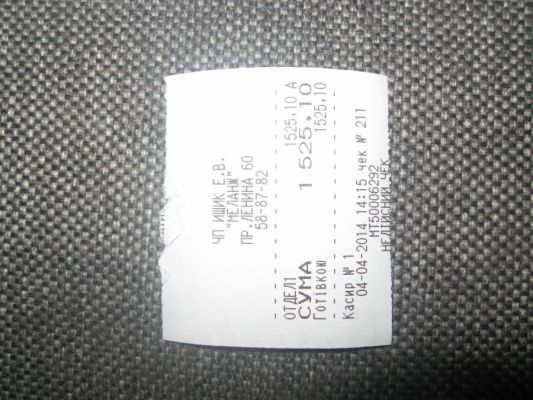 ЧП ИЩИК Е.В.
"МЕЛАНЖ"
ПР.ЛЕНИНА 60
58-87-82
ОТДЕЛ1 1525,10 А
СУМА 1 525,10
ГОТІВКОЮ 1525,10
Касир № 1
04-04-2014 14:15 чек № 211
МТ50006292
НЕДІЙСНИЙ ЧЕК